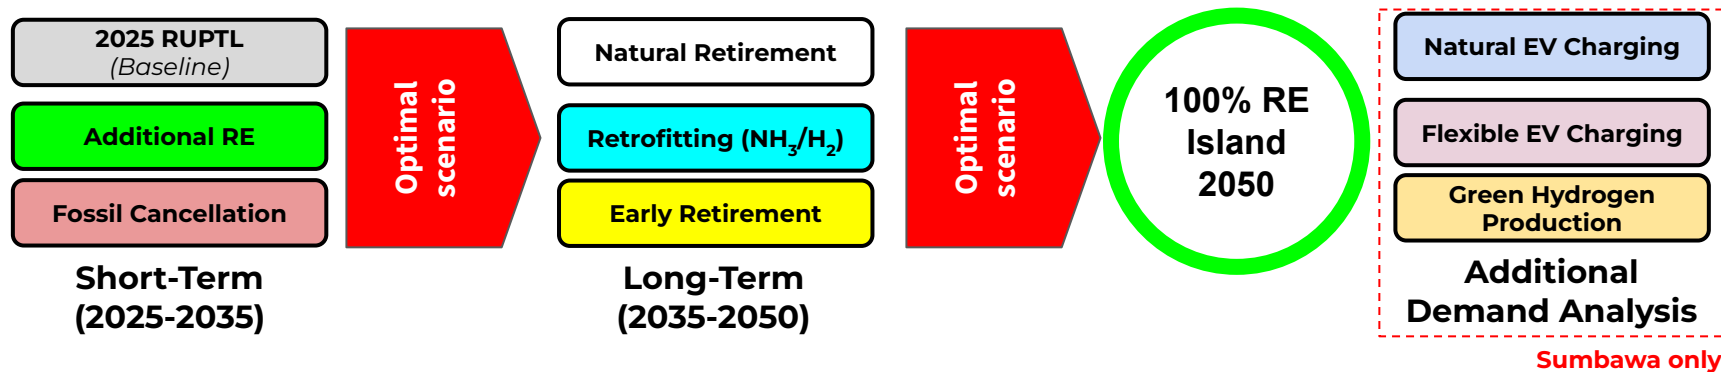 2025 RUPTL
(Baseline)
Additional RE
Fossil Cancellation
Short-Term
(2025-2035)
Optimal
scenario
Natural Retirement
Retrofitting (NH₃/H₂)
Early Retirement
Long-Term
(2035-2050)
Optimal
scenario
100% RE
Island
2050
Natural EV Charging
Flexible EV Charging
Green Hydrogen
Production
Additional
Demand Analysis
Sumbawa only